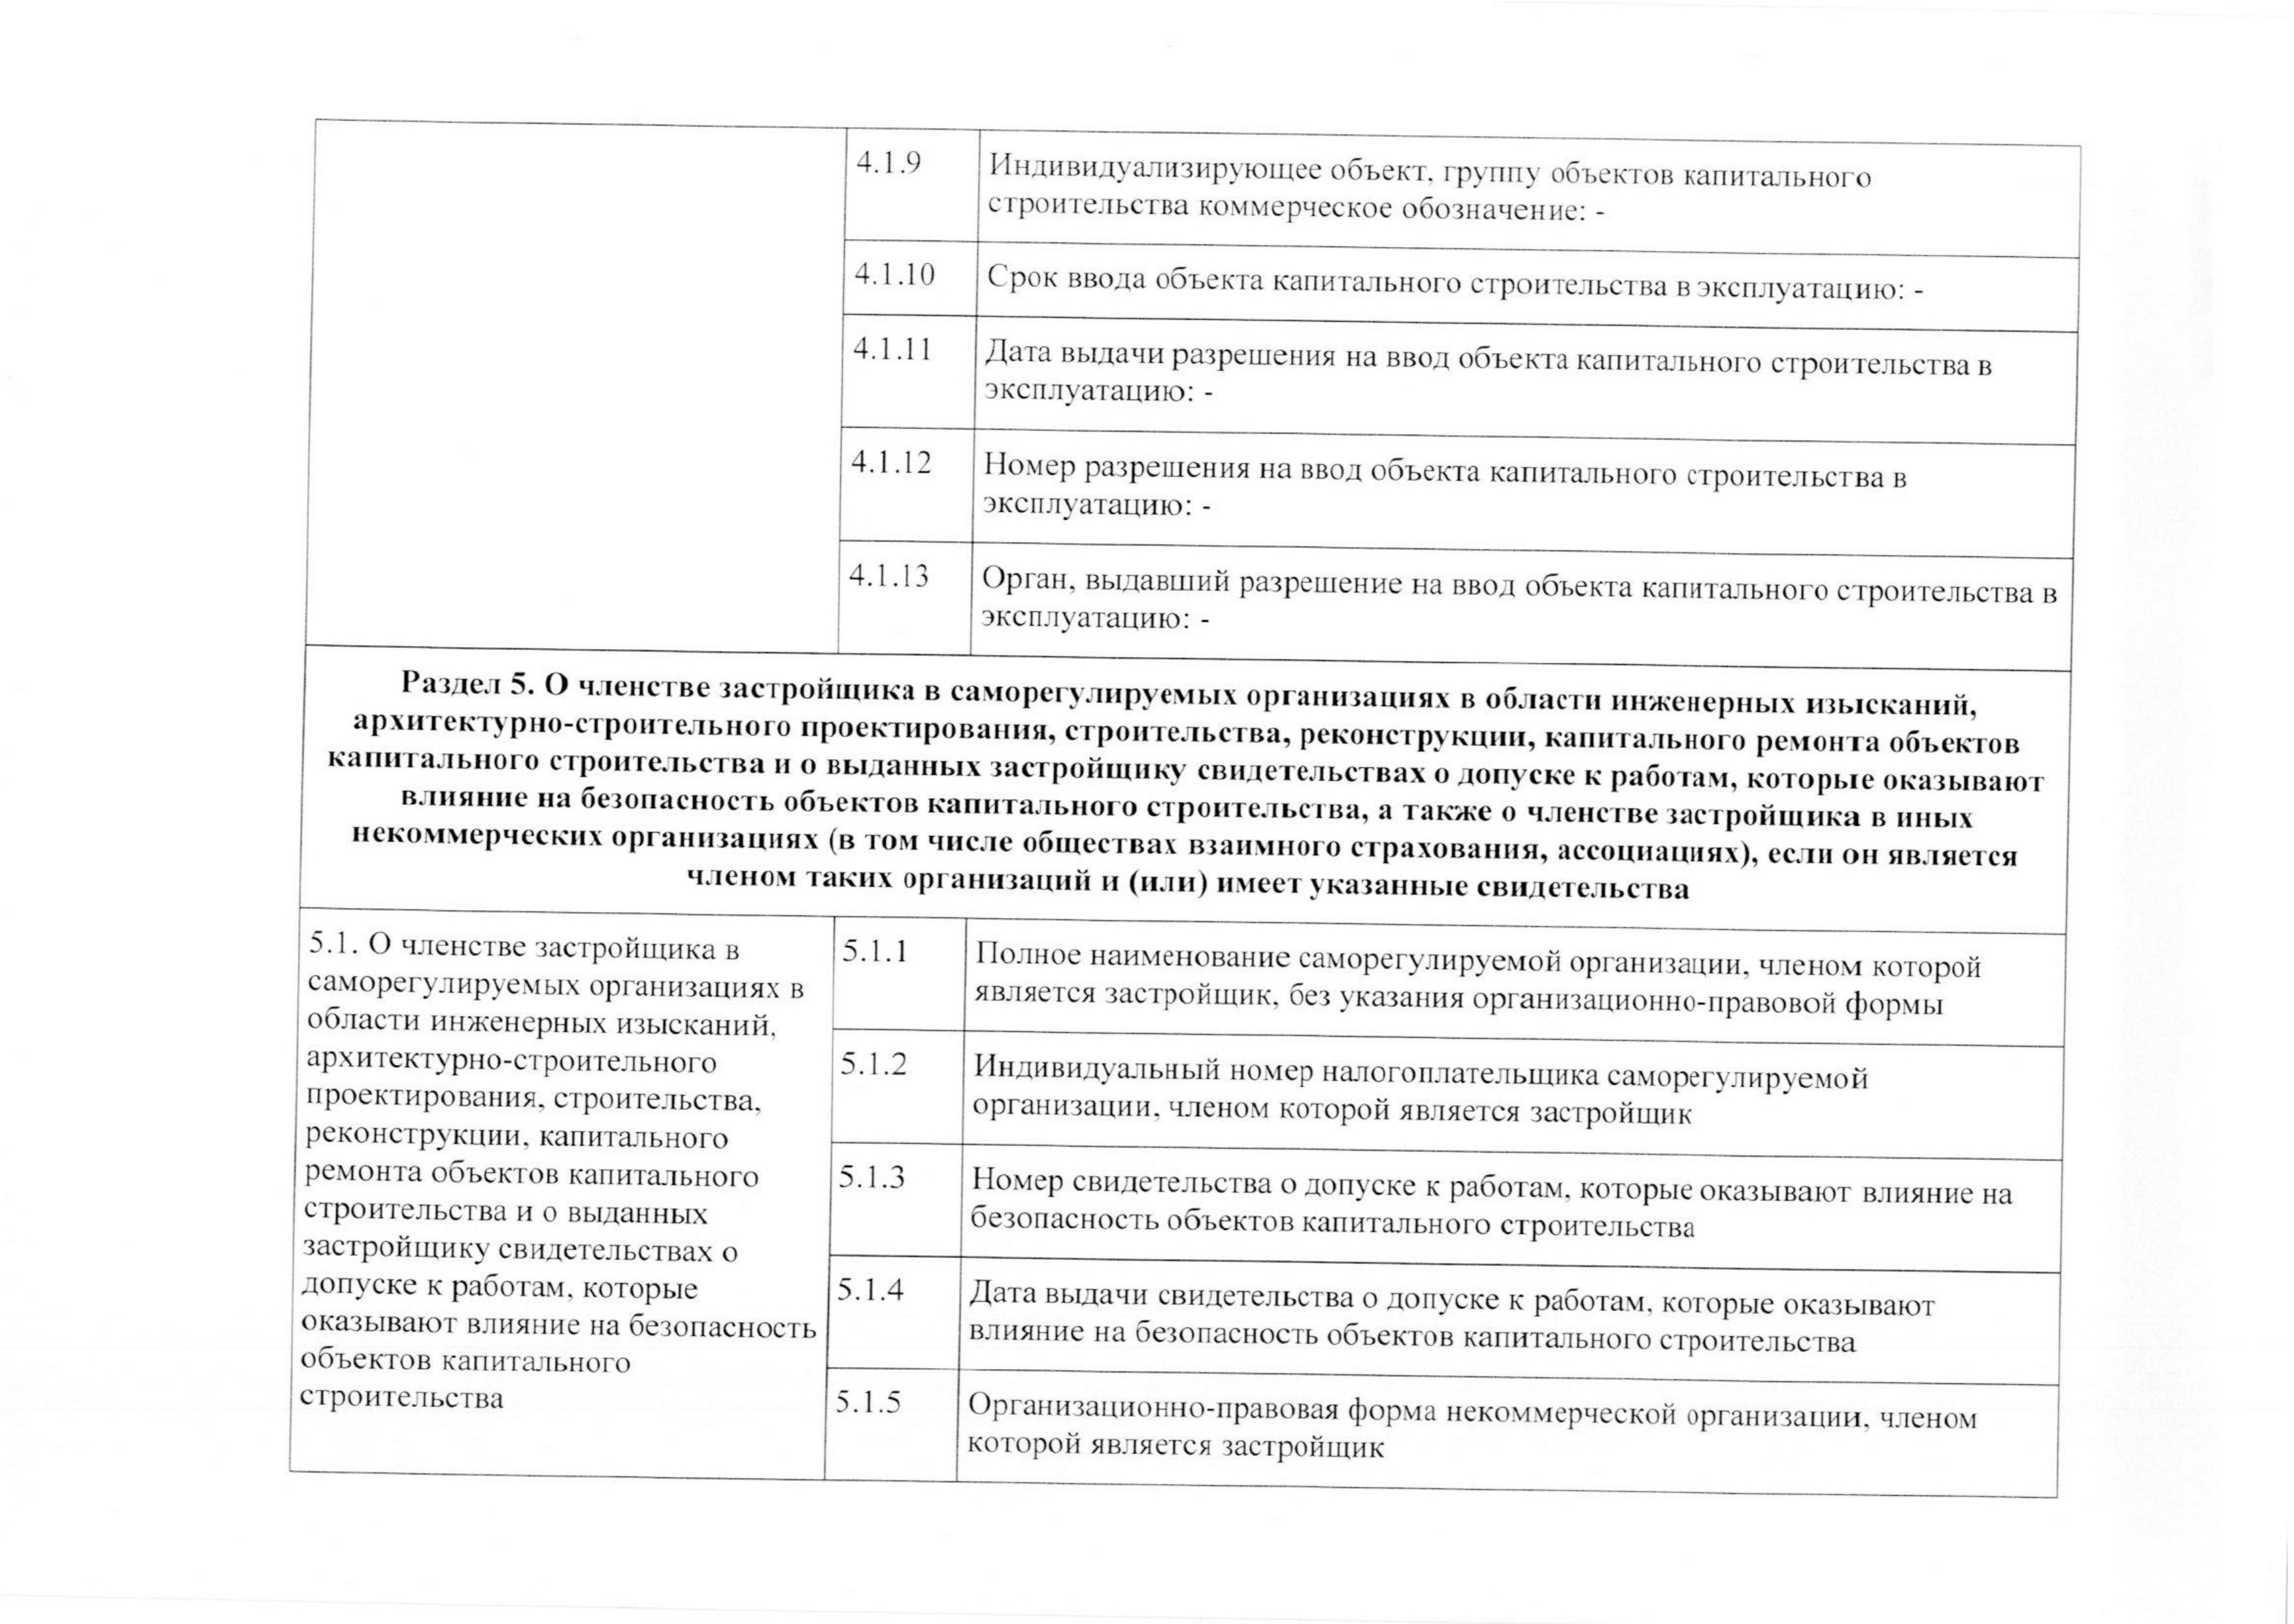 4.1.9
Индивидуализирующее объект, группу объектов капитального
строительства коммерческое обозначение: -
4.1.10
Срок ввода объекта капитального строительства в эксплуатацию: -
4.1.11
Дата выдачи разрешения на ввод объекта капитального строительства в
эксплуатацию: -
4.1.12
Номер разрешения на ввод объекта капитального строительства в
эксплуатацию: -
4.1.13
Орган, выдавший разрешение на ввод объекта капитального строительства в
эксплуатацию: -
Раздел 5. О членстве застройщика в саморегулируемых организациях в области инженерных изысканий,
архитектурно-строительного проектирования, строительства, реконструкции, капитального ремонта объектов
капитального строительства и о выданных застройщику свидетельствах о допуске к работам, которые оказывают
влияние на безопасность объектов капитального строительства, а также о членстве застройщика в иных
некоммерческих организациях (в том числе обществах взаимного страхования, ассоциациях), если он является
членом таких организаций и (или) имеет указанные свидетельства
5.1. О членстве застройщика в
саморегулируемых организациях в
области инженерных изысканий,
архитектурно-строительного
проектирования, строительства,
реконструкции, капитального
ремонта объектов капитального
строительства и о выданных
застройщику свидетельствах о
допуске к работам, которые
оказывают влияние на безопасность
объектов капитального
строительства
5.1.1
Полное наименование саморегулируемой организации, членом которой
является застройщик, без указания организационно-правовой формы
5.1.2
Индивидуальный номер налогоплательщика саморегулируемой
организации, членом которой является застройщик
5.1.3
Номер свидетельства о допуске к работам, которые оказывают влияние на
безопасность объектов капитального строительства
5.1.4
Дата выдачи свидетельства о допуске к работам, которые оказывают
влияние на безопасность объектов капитального строительства
5.1.5
Организационно-правовая форма некоммерческой организации, членом
которой является застройщик